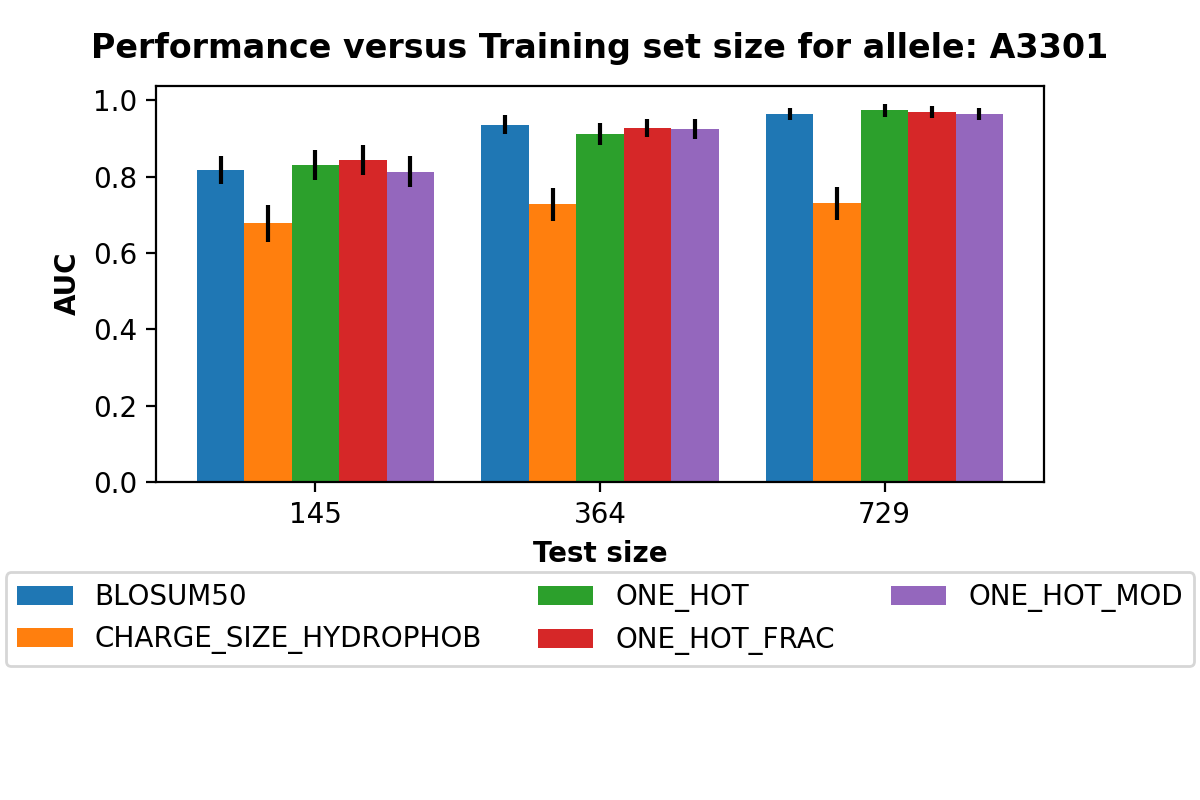 Performance versus Training set size for allele: A3301
1.0
0.8
0.6
0.4
0.2
0.0
AUC
145 364 729
Test size
BLOSUM50 ONE_HOT ONE_HOT_MOD
CHARGE_SIZE_HYDROPHOB ONE_HOT_FRAC